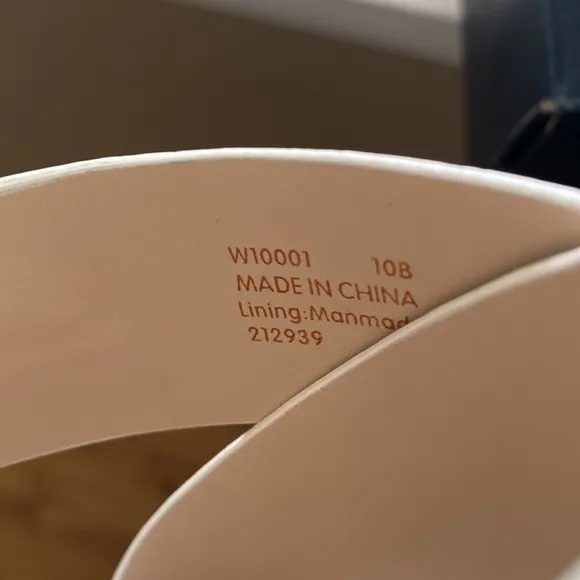 W10001 10B
MADE IN CHINA
Lining:Manmad
212939